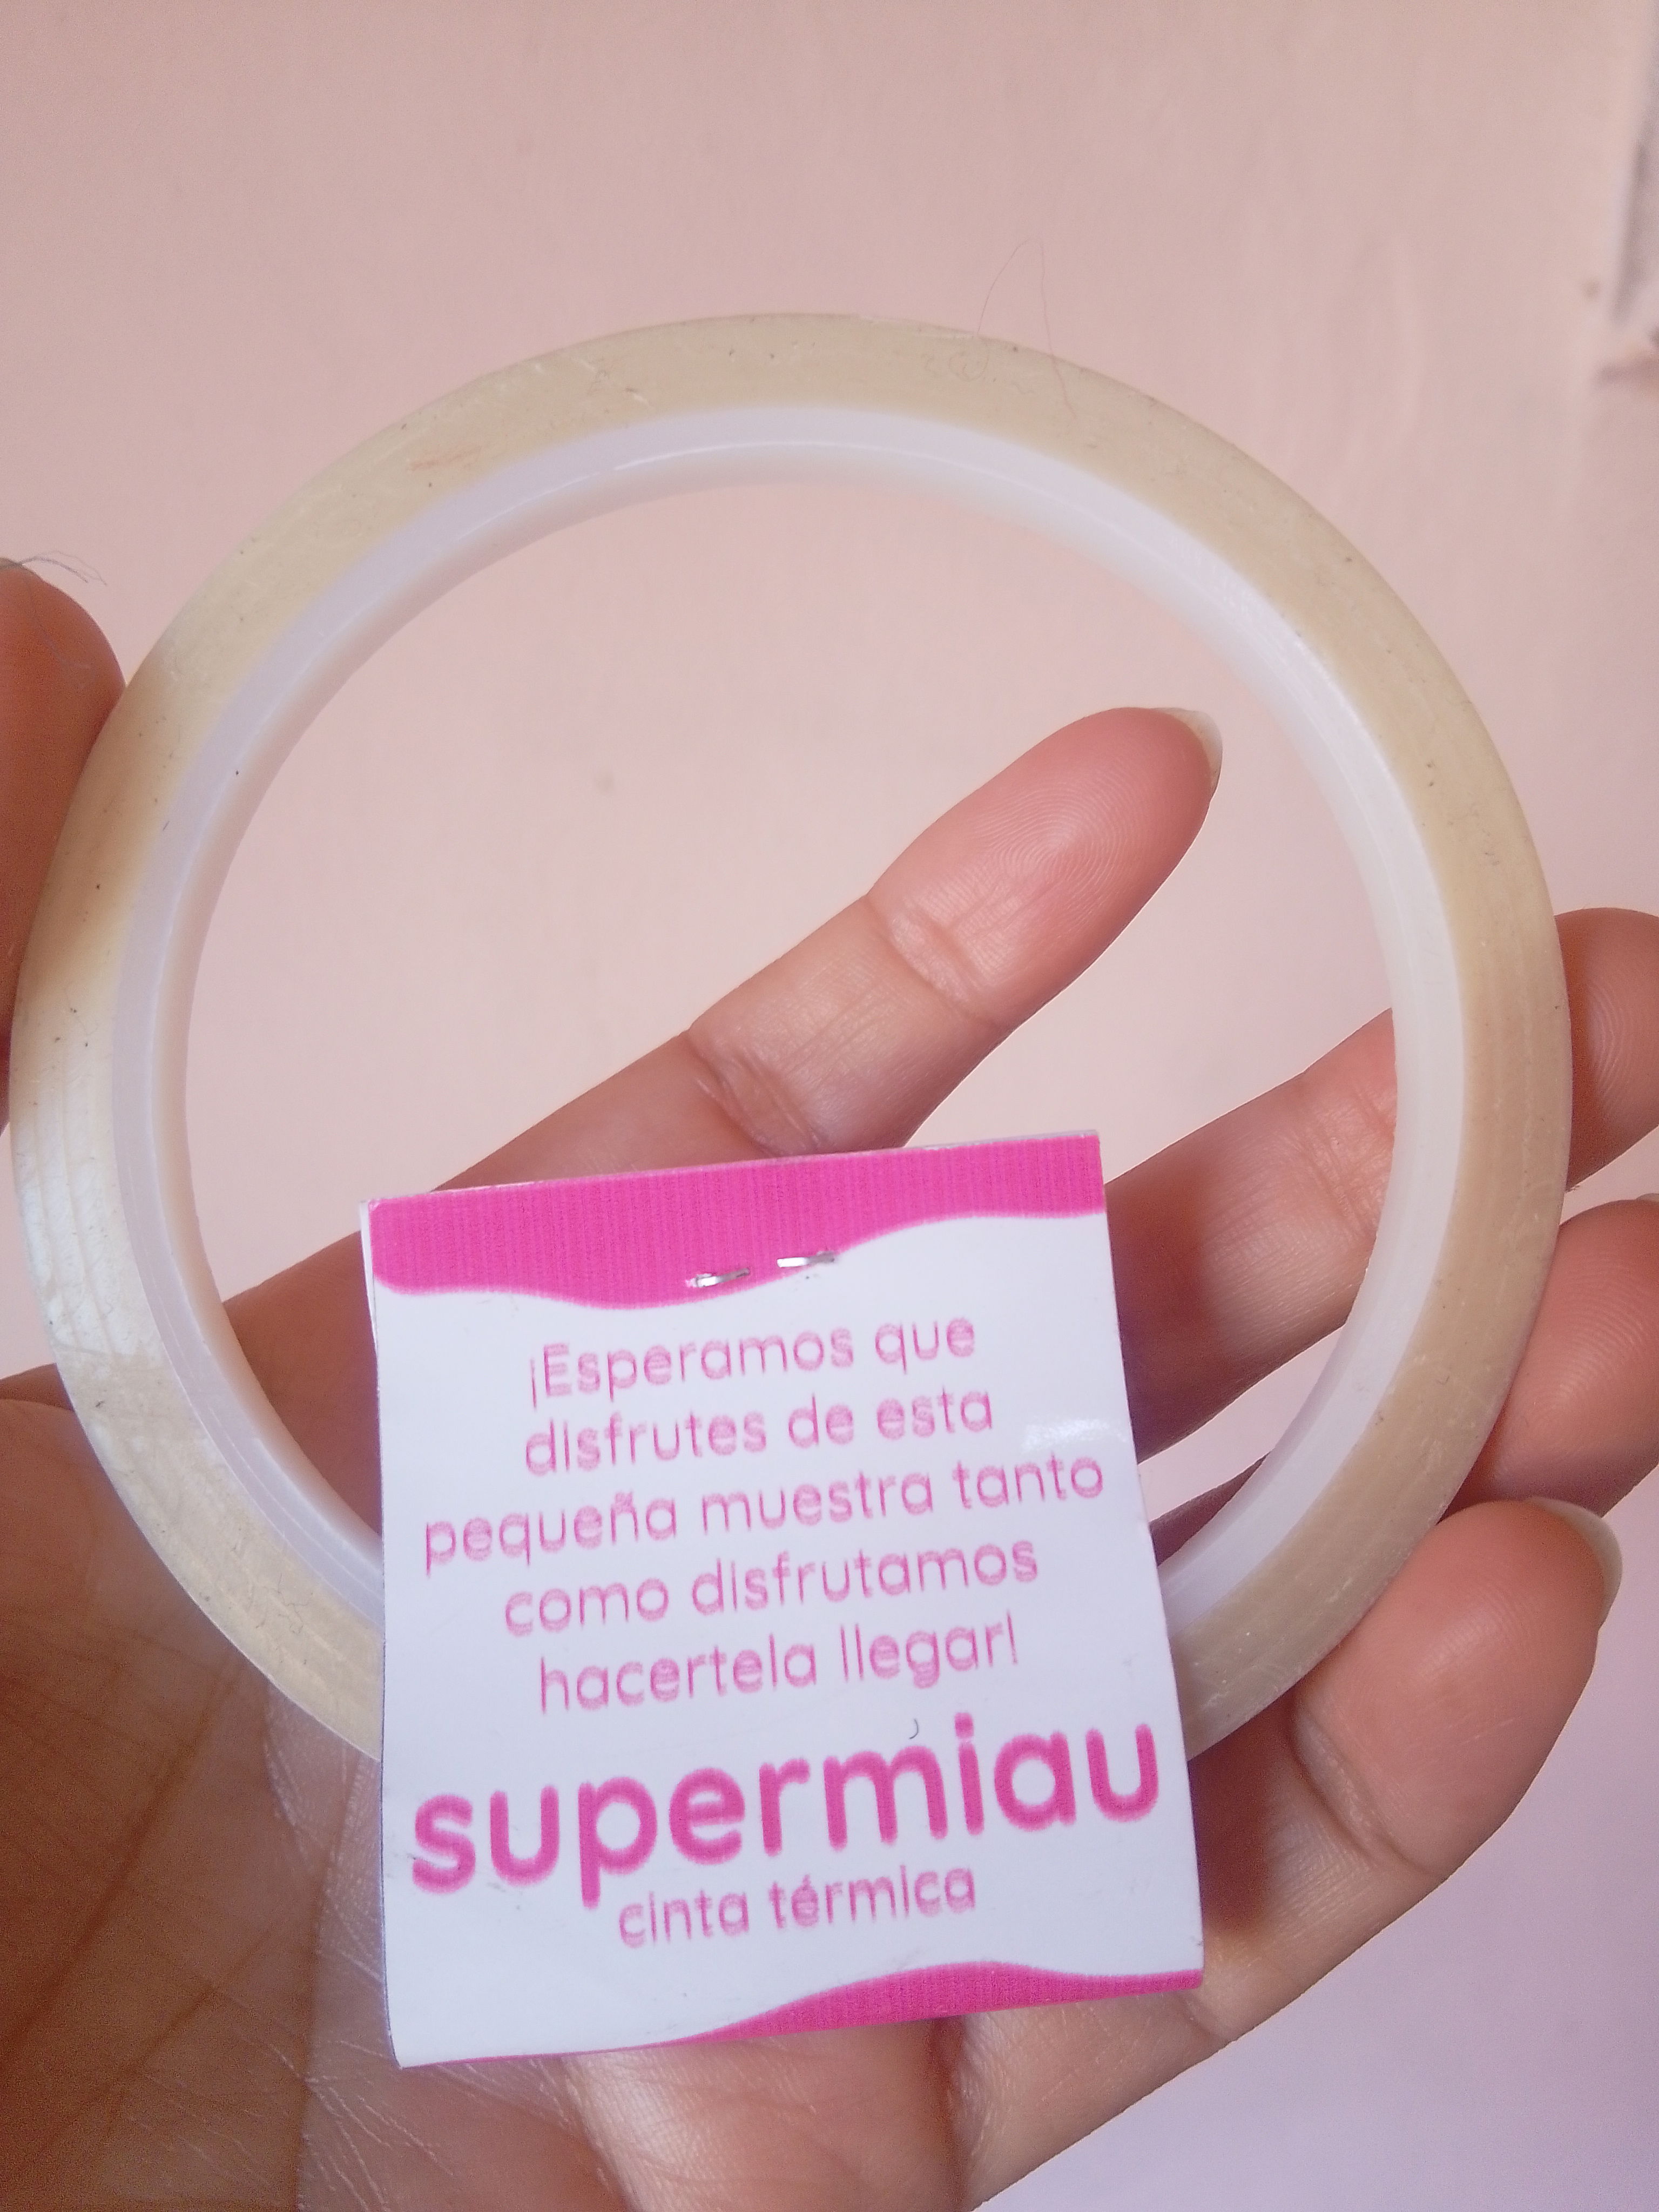 ¡Esperamos que
disfrutes de esta
pequeña muestra tanto
como disfrutamos
hacertela llegar!
supermiau
cinta térmica